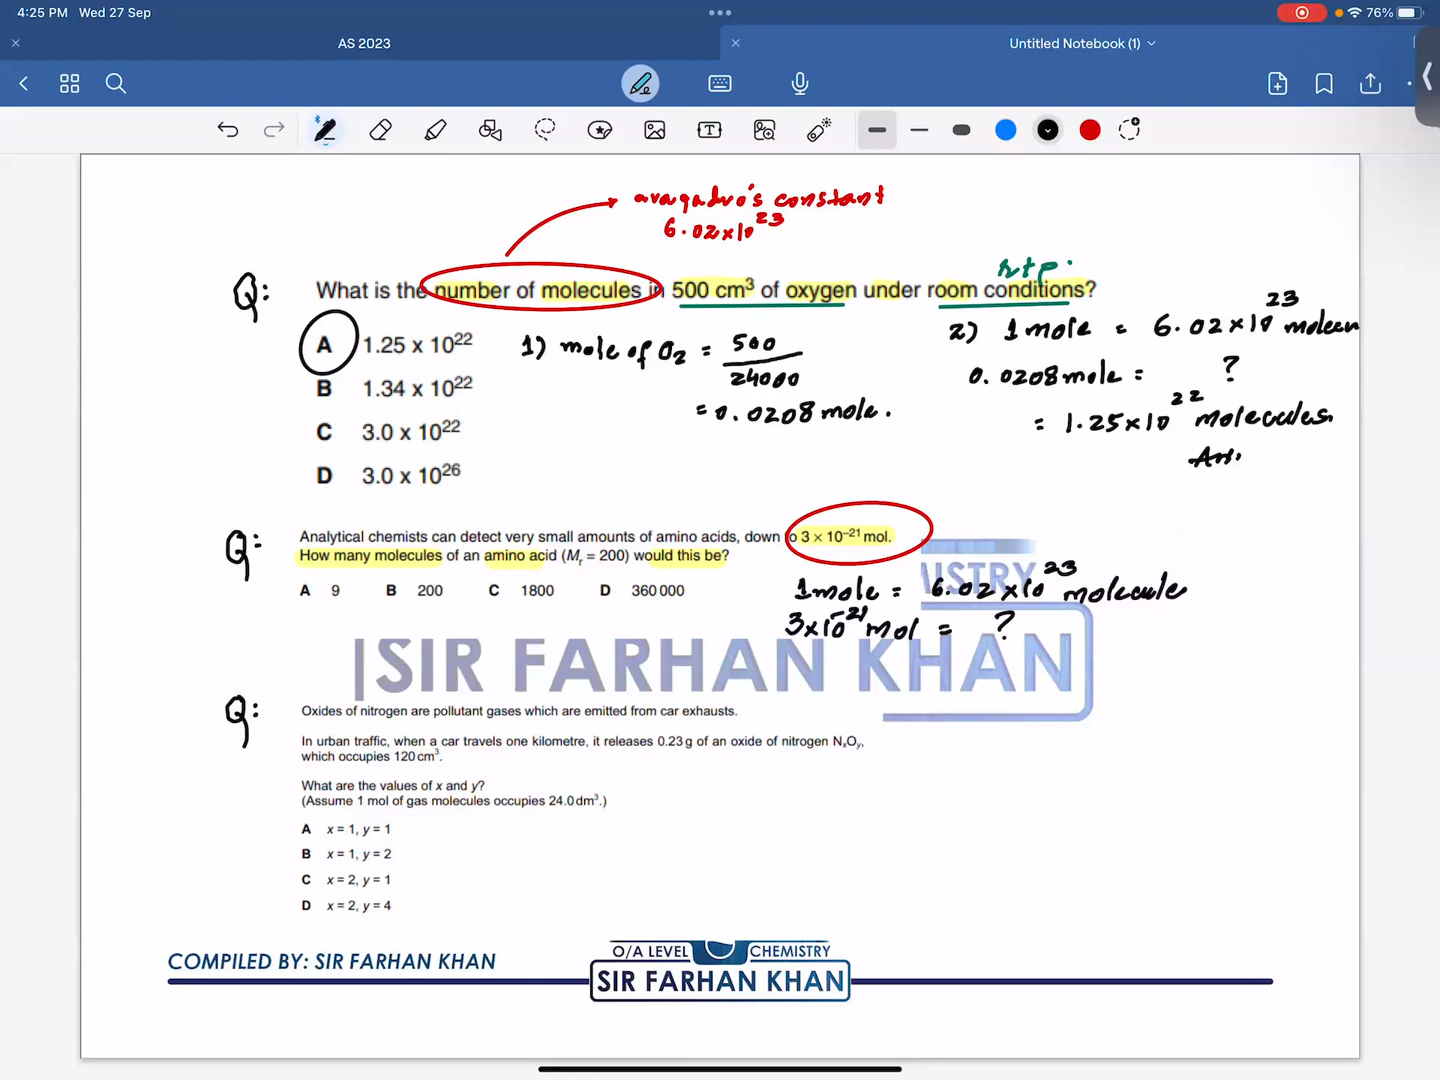 4:25 PM Wed 27 Sep
76%
AS 2023
Untitled Notebook (1)
avagadro's constant
6.02x10^23
rtp.
Q: What is the number of molecules in 500 cm³ of oxygen under room conditions?
A 1.25 x 10²²
B 1.34 x 10²²
C 3.0 x 10²²
D 3.0 x 10²⁶
1) mole of O₂ = 500
24000
= 0.0208 mole.
2) 1 mole = 6.02x10²³ molecu
0.0208 mole = ?
= 1.25x10²² molecules.
Ans.
Q: Analytical chemists can detect very small amounts of amino acids, down to 3 × 10⁻²¹ mol.
How many molecules of an amino acid (Mr = 200) would this be?
A 9 B 200 C 1800 D 360 000
1 mole = 6.02x10²³ molecule
3x10⁻²¹ mol = ?
ISTRY
SIR FARHAN KHAN
Q: Oxides of nitrogen are pollutant gases which are emitted from car exhausts.
In urban traffic, when a car travels one kilometre, it releases 0.23 g of an oxide of nitrogen NₓOᵧ,
which occupies 120 cm³.
What are the values of x and y?
(Assume 1 mol of gas molecules occupies 24.0 dm³.)
A x = 1, y = 1
B x = 1, y = 2
C x = 2, y = 1
D x = 2, y = 4
COMPILED BY: SIR FARHAN KHAN
O/A LEVEL CHEMISTRY
SIR FARHAN KHAN